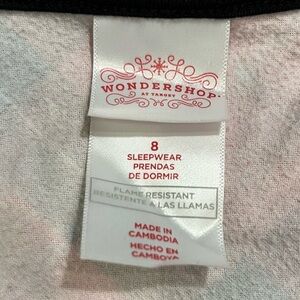 WONDERSHOP
AT TARGET
8
SLEEPWEAR
PRENDAS
DE DORMIR
FLAME RESISTANT
RESISTENTE A LAS LLAMAS
MADE IN
CAMBODIA
HECHO EN
CAMBOYA